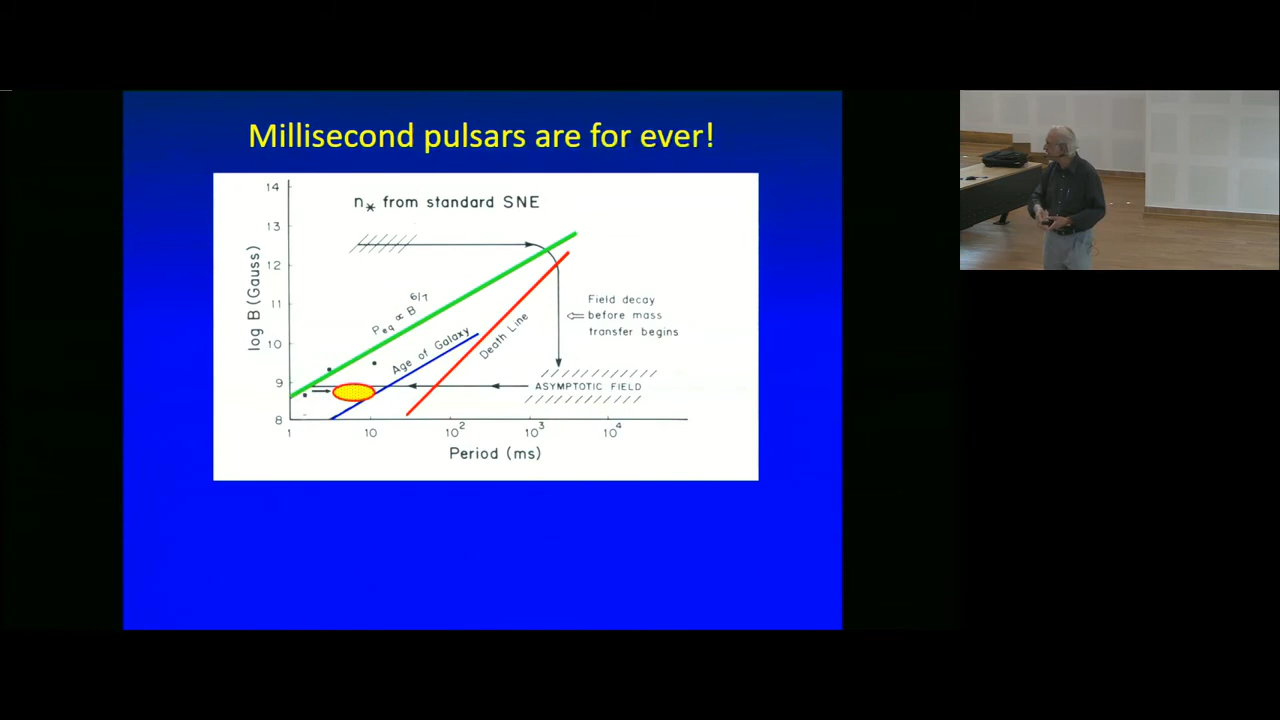 Millisecond pulsars are for ever!
n* from standard SNE
14
13
12
11
10
9
8
log B (Gauss)
Peq ∝ B^6/7
Age of Galaxy
Death Line
Field decay
before mass
transfer begins
ASYMPTOTIC FIELD
1
10
10^2
10^3
10^4
Period (ms)